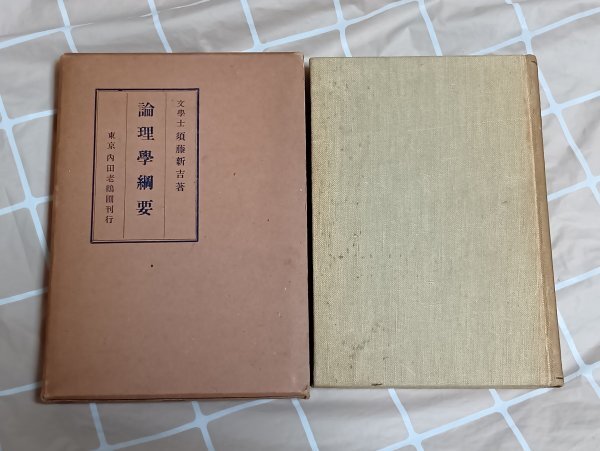 文學士 須藤新吉著
論理學綱要
東京 內田老鶴圃刊行